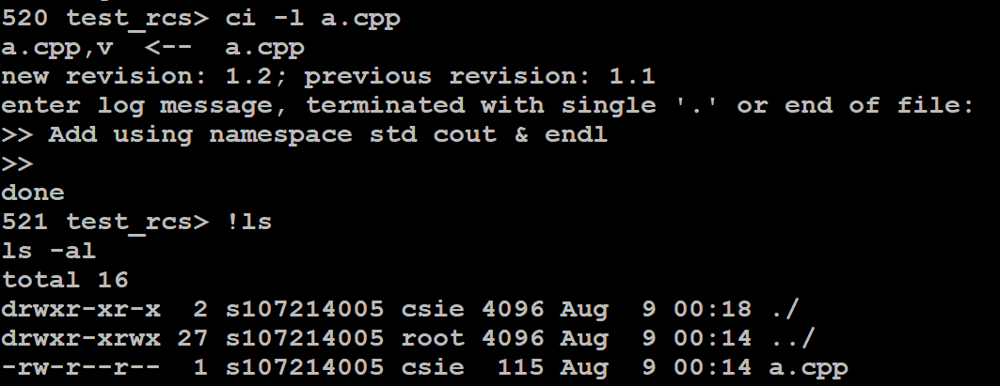 520 test_rcs> ci -l a.cpp
a.cpp,v  <--  a.cpp
new revision: 1.2; previous revision: 1.1
enter log message, terminated with single '.' or end of file:
>> Add using namespace std cout & endl
>>
done
521 test_rcs> !ls
ls -al
total 16
drwxr-xr-x  2 s107214005 csie 4096 Aug  9 00:18 ./
drwxr-xrwx 27 s107214005 root 4096 Aug  9 00:14 ../
-rw-r--r--  1 s107214005 csie  115 Aug  9 00:14 a.cpp